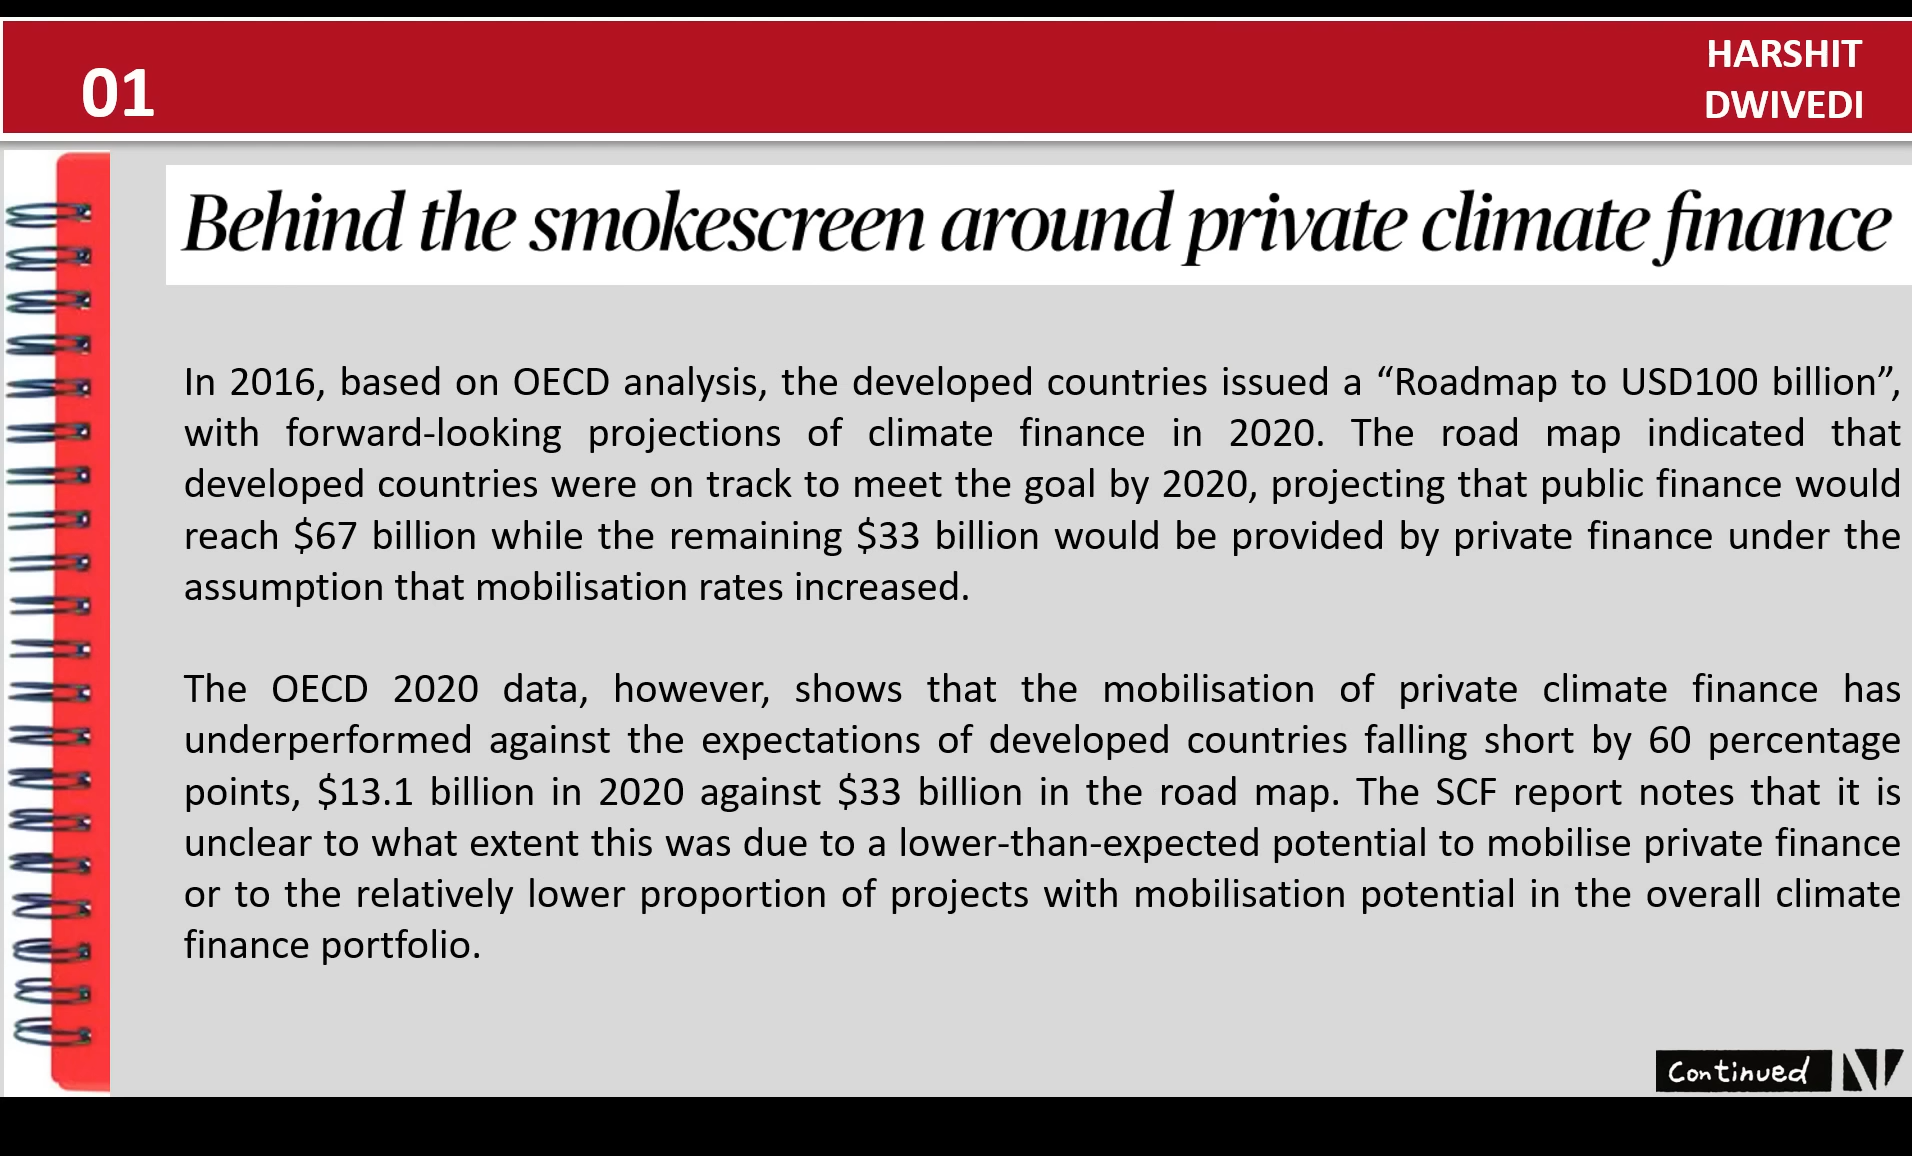 01
HARSHIT
DWIVEDI
Behind the smokescreen around private climate finance
In 2016, based on OECD analysis, the developed countries issued a “Roadmap to USD100 billion”,
with forward-looking projections of climate finance in 2020. The road map indicated that
developed countries were on track to meet the goal by 2020, projecting that public finance would
reach $67 billion while the remaining $33 billion would be provided by private finance under the
assumption that mobilisation rates increased.
The OECD 2020 data, however, shows that the mobilisation of private climate finance has
underperformed against the expectations of developed countries falling short by 60 percentage
points, $13.1 billion in 2020 against $33 billion in the road map. The SCF report notes that it is
unclear to what extent this was due to a lower-than-expected potential to mobilise private finance
or to the relatively lower proportion of projects with mobilisation potential in the overall climate
finance portfolio.
Continued